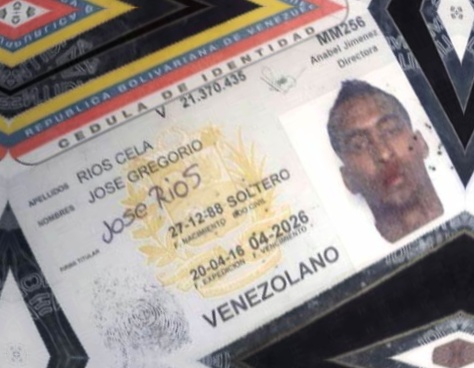 REPUBLICA BOLIVARIANA DE VENEZUELA
CEDULA DE IDENTIDAD
V 21.370.435
MM256
Anabel Jimenez
Directora
APELLIDOS RIOS CELA
NOMBRES JOSE GREGORIO
FIRMA TITULAR Jose Rios
27-12-88 SOLTERO
F. NACIMIENTO EDO CIVIL
20-04-16 04-2026
F. EXPEDICION F. VENCIMIENTO
VENEZOLANO